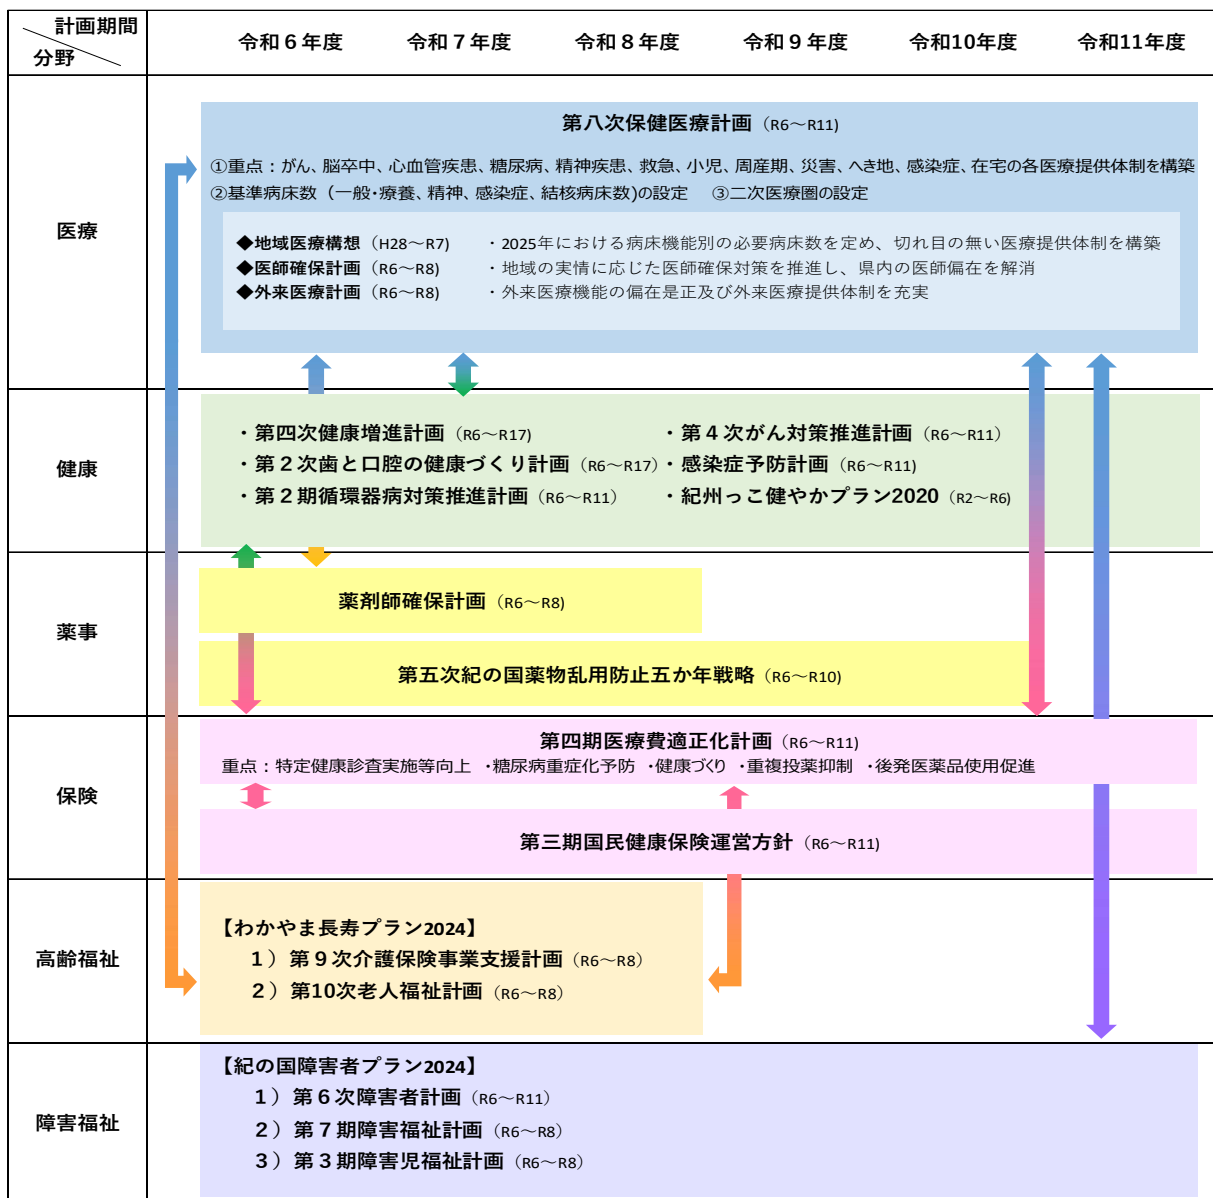 計画期間
分野
令和６年度 令和７年度 令和８年度 令和９年度 令和10年度 令和11年度
医療
第八次保健医療計画（R6～R11）
①重点：がん、脳卒中、心血管疾患、糖尿病、精神疾患、救急、小児、周産期、災害、へき地、感染症、在宅の各医療提供体制を構築
②基準病床数（一般・療養、精神、感染症、結核病床数)の設定　③二次医療圏の設定
◆地域医療構想（H28～R7）　・2025年における病床機能別の必要病床数を定め、切れ目の無い医療提供体制を構築
◆医師確保計画（R6～R8）　・地域の実情に応じた医師確保対策を推進し、県内の医師偏在を解消
◆外来医療計画（R6～R8）　・外来医療機能の偏在是正及び外来医療提供体制を充実
健康
・第四次健康増進計画（R6～R17）　・第４次がん対策推進計画（R6～R11）
・第２次歯と口腔の健康づくり計画（R6～R17）・感染症予防計画（R6～R11）
・第２期循環器病対策推進計画（R6～R11）　・紀州っこ健やかプラン2020（R2～R6）
薬事
薬剤師確保計画（R6～R8）
第五次紀の国薬物乱用防止五か年戦略（R6～R10）
保険
第四期医療費適正化計画（R6～R11）
重点：特定健康診査実施等向上　・糖尿病重症化予防　・健康づくり　・重複投薬抑制　・後発医薬品使用促進
第三期国民健康保険運営方針（R6～R11）
高齢福祉
【わかやま長寿プラン2024】
１）第９次介護保険事業支援計画（R6～R8）
２）第10次老人福祉計画（R6～R8）
障害福祉
【紀の国障害者プラン2024】
１）第６次障害者計画（R6～R11）
２）第７期障害福祉計画（R6～R8）
３）第３期障害児福祉計画（R6～R8）